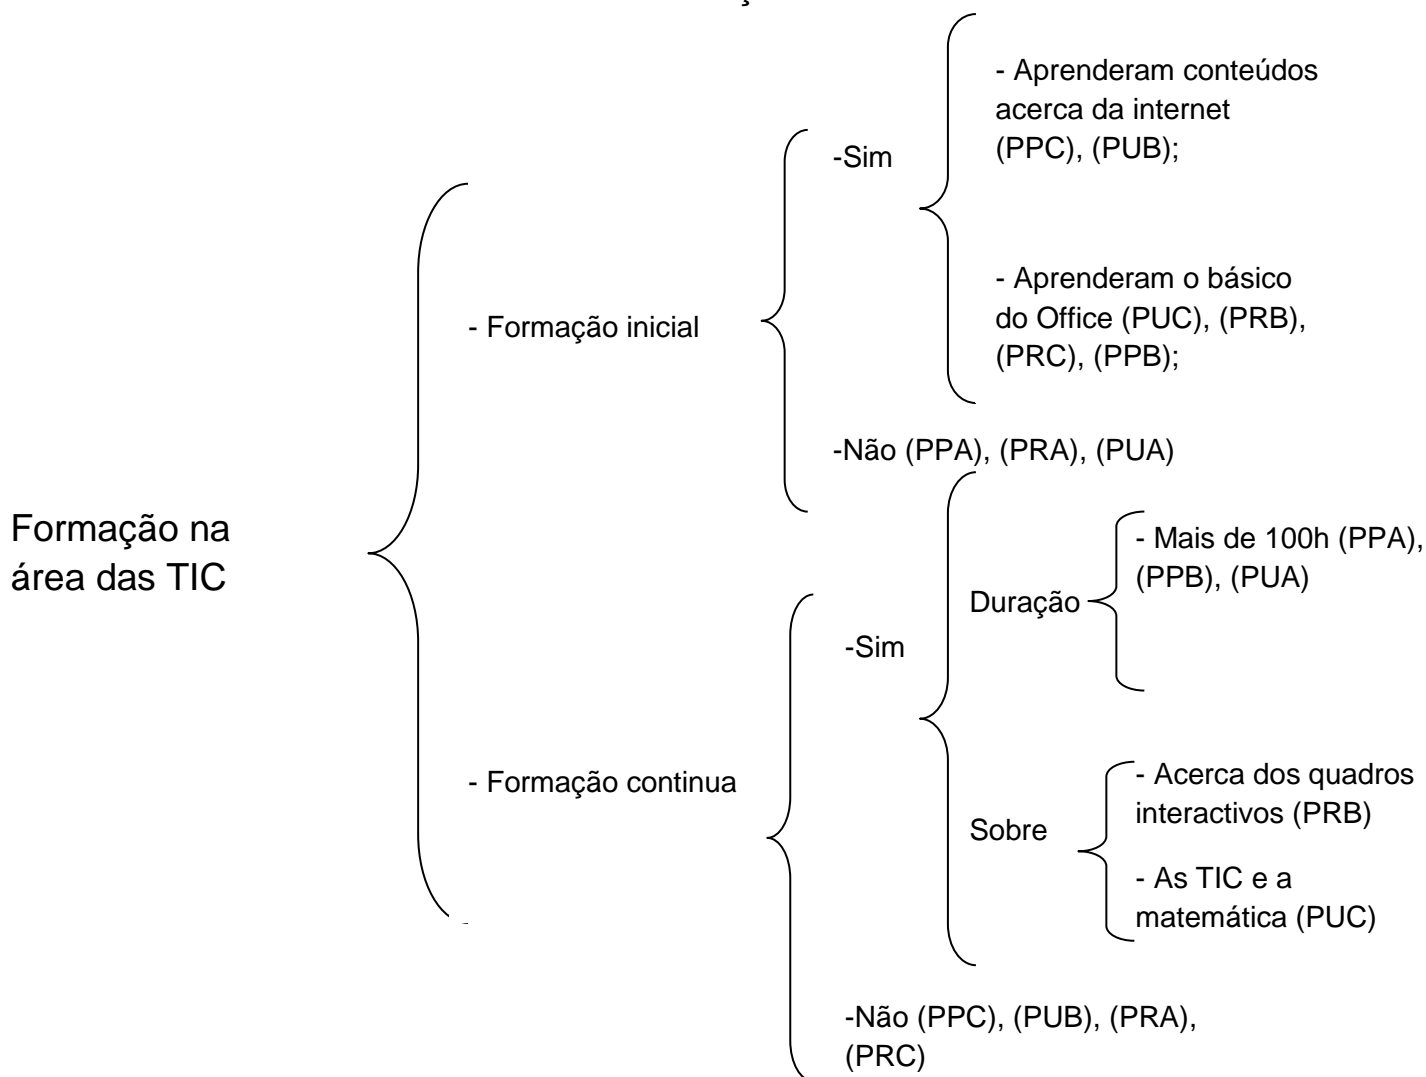 Formação na
área das TIC
- Formação inicial
-Sim
- Aprenderam conteúdos
acerca da internet
(PPC), (PUB);
- Aprenderam o básico
do Office (PUC), (PRB),
(PRC), (PPB);
-Não (PPA), (PRA), (PUA)
- Formação continua
-Sim
Duração
- Mais de 100h (PPA),
(PPB), (PUA)
Sobre
- Acerca dos quadros
interactivos (PRB)
- As TIC e a
matemática (PUC)
-Não (PPC), (PUB), (PRA),
(PRC)